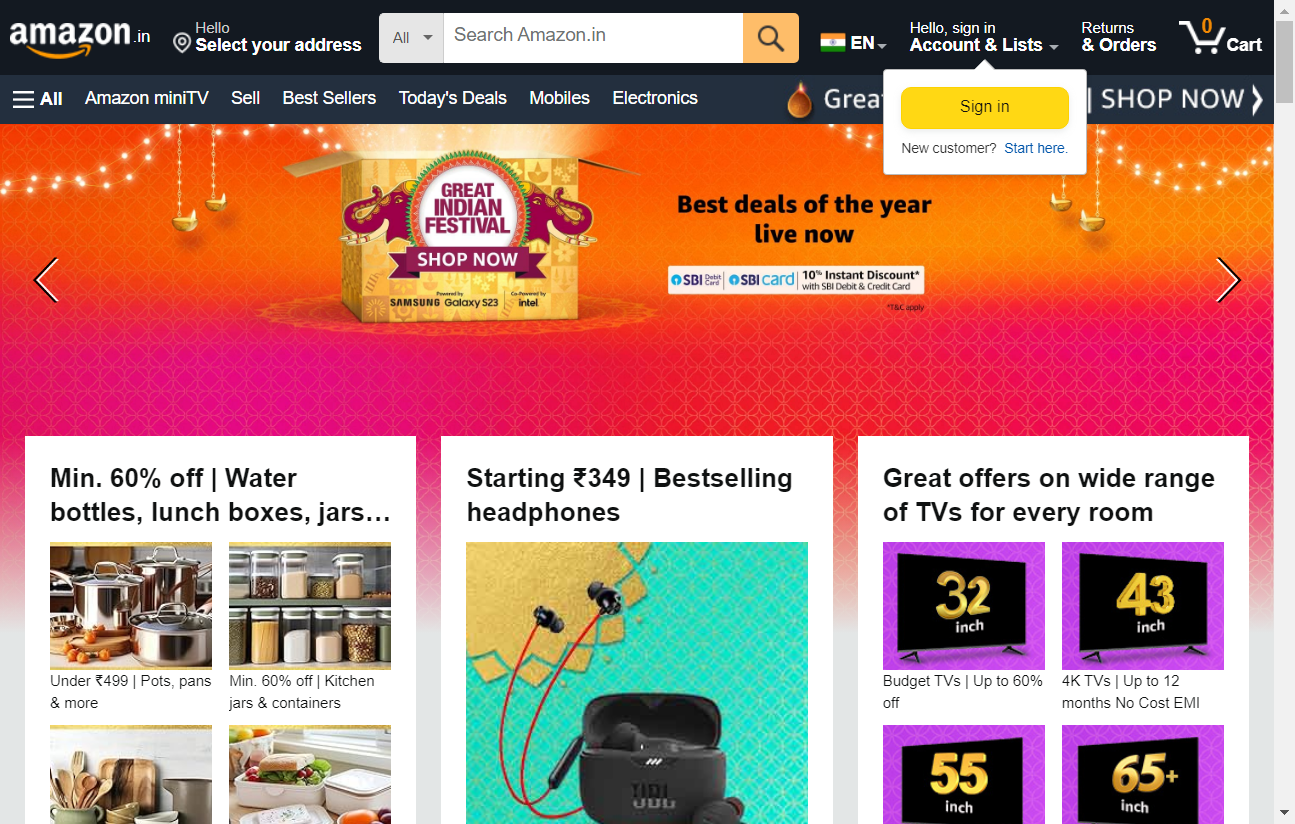 amazon.in
Hello
Select your address
All
Search Amazon.in
EN
Hello, sign in
Account & Lists
Returns
& Orders
0
Cart
All
Amazon miniTV
Sell
Best Sellers
Today's Deals
Mobiles
Electronics
Grea
SHOP NOW
Sign in
New customer? Start here.
GREAT
INDIAN
FESTIVAL
SHOP NOW
Powered by
SAMSUNG Galaxy S23
Co-Powered by
intel
Best deals of the year
live now
SBI Debit Card
SBI card
10% Instant Discount*
with SBI Debit & Credit Card
*T&C apply
Min. 60% off | Water
bottles, lunch boxes, jars…
Under ₹499 | Pots, pans
& more
Min. 60% off | Kitchen
jars & containers
Starting ₹349 | Bestselling
headphones
JBL
Great offers on wide range
of TVs for every room
32
inch
43
inch
Budget TVs | Up to 60%
off
4K TVs | Up to 12
months No Cost EMI
55
inch
65+
inch